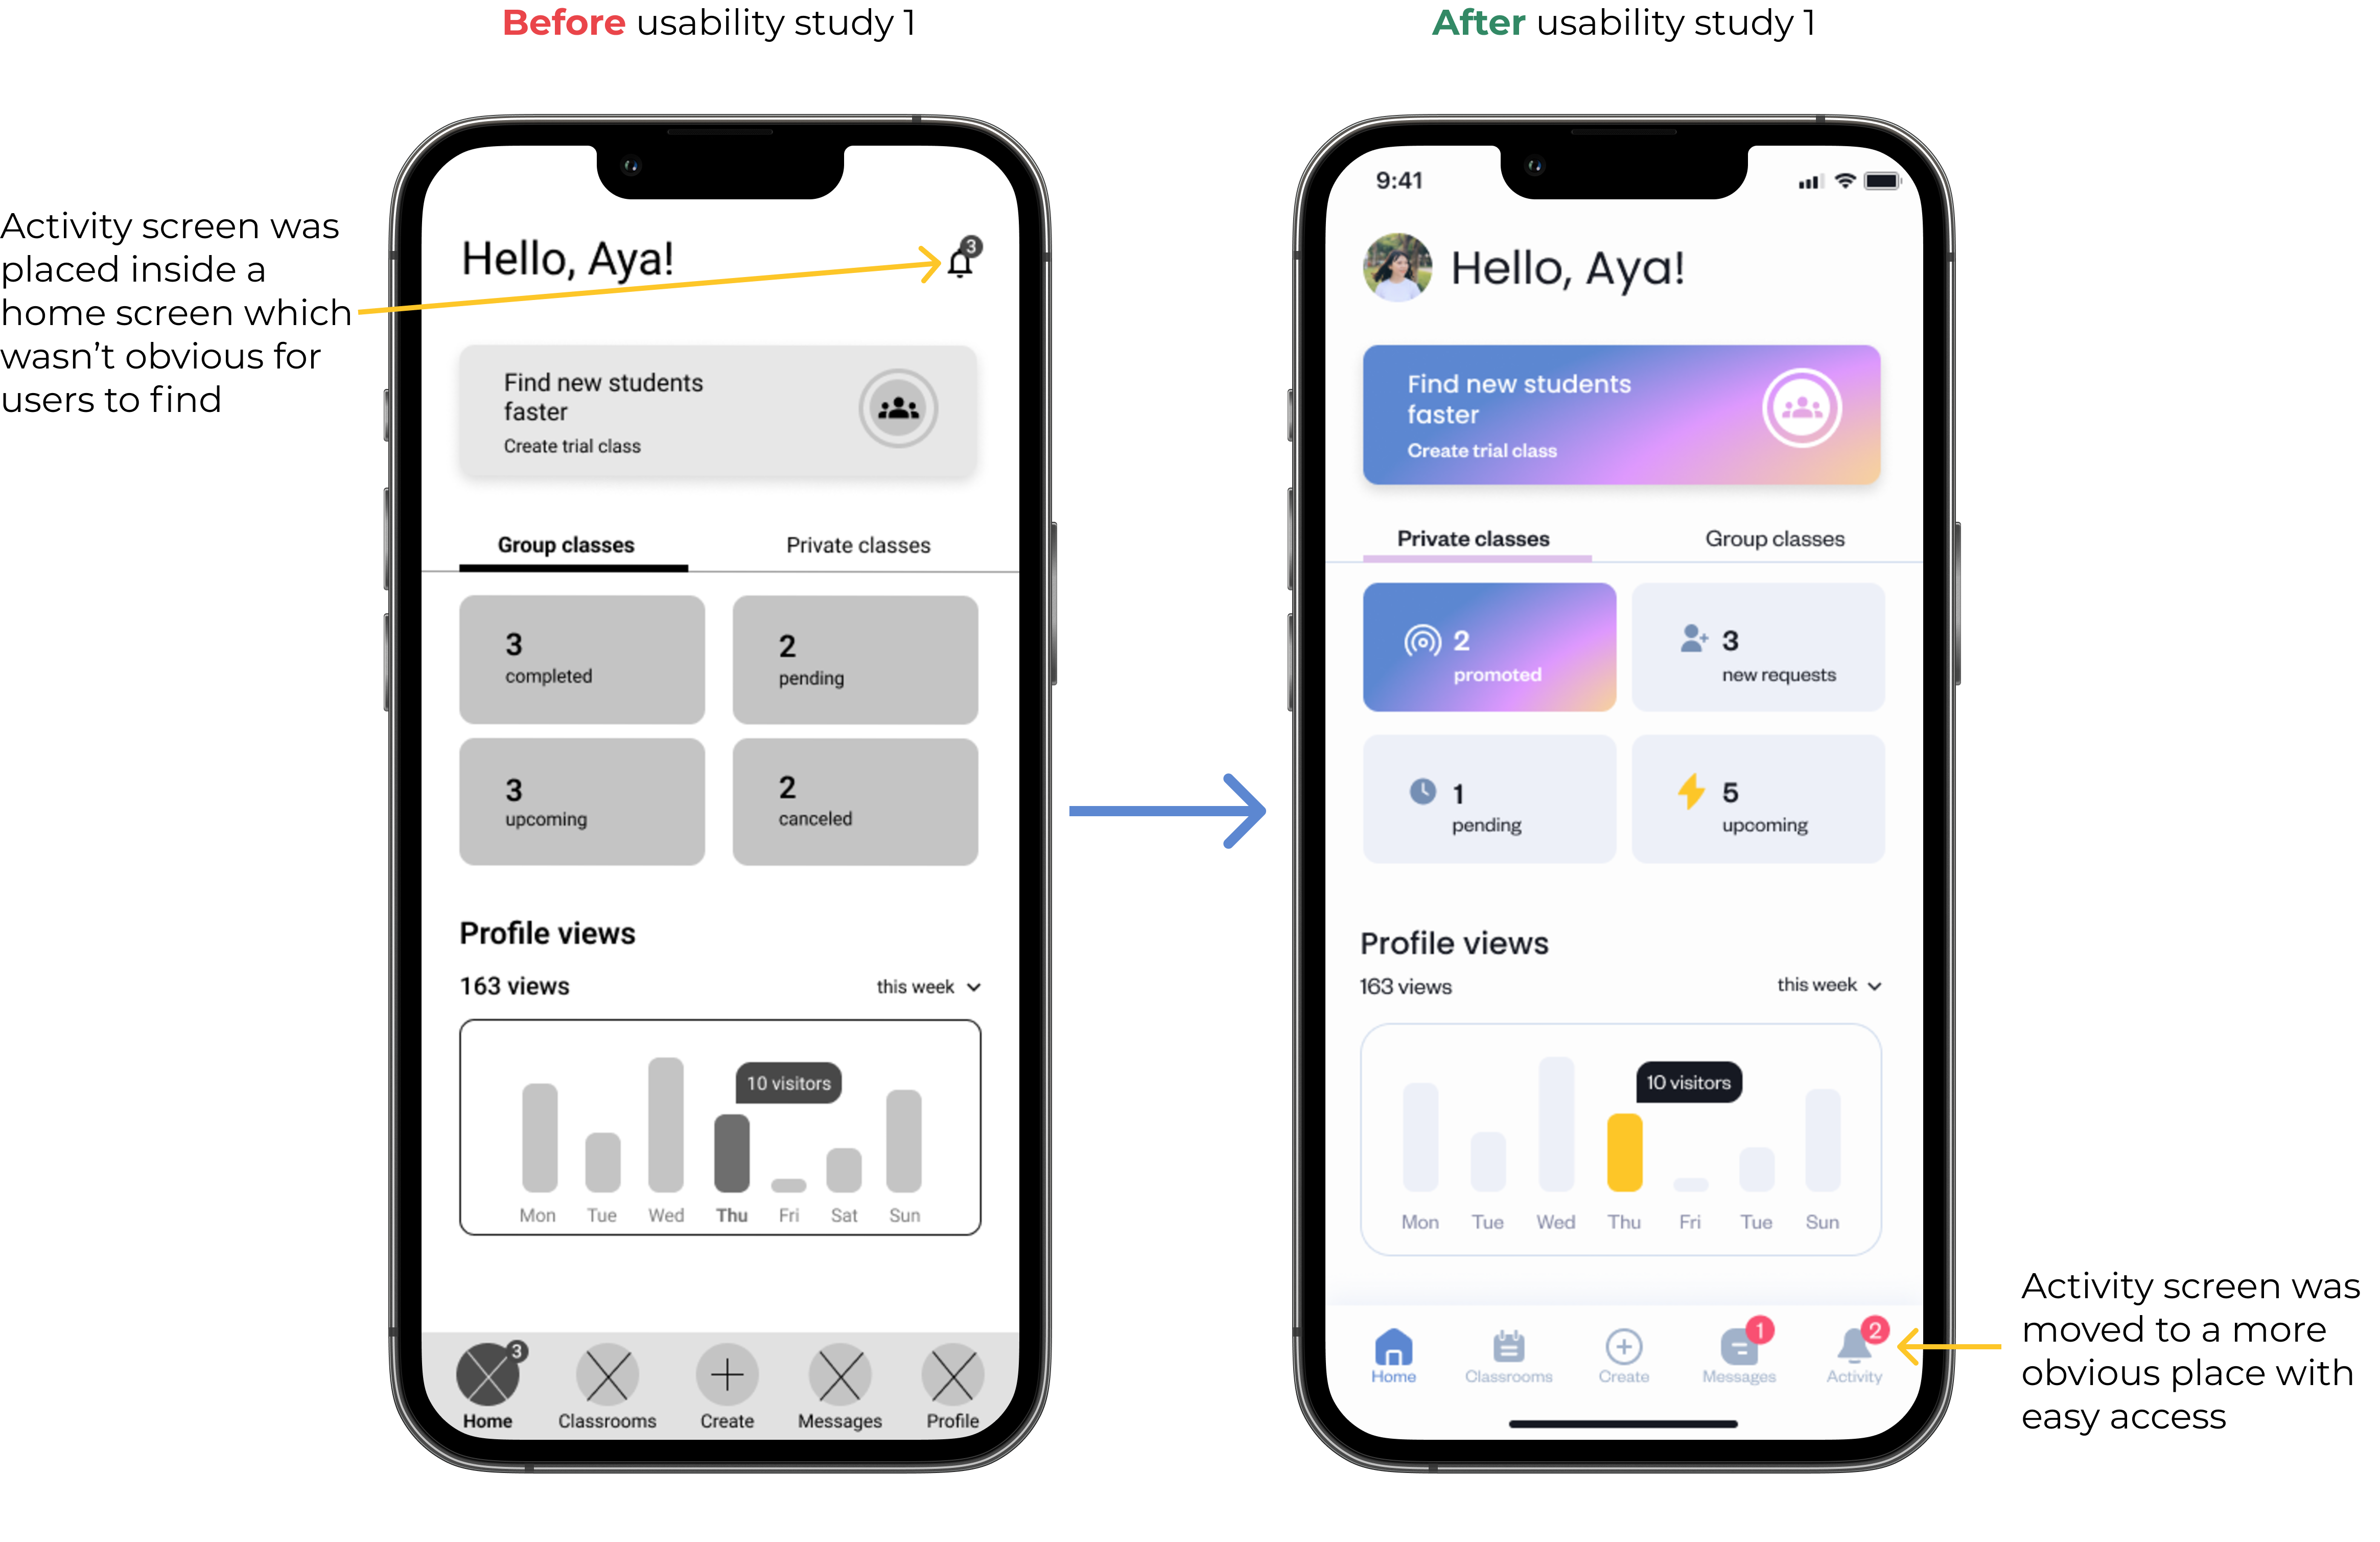 Before usability study 1
Activity screen was
placed inside a
home screen which
wasn't obvious for
users to find
Hello, Aya!
3
Find new students
faster
Create trial class
Group classes
Private classes
3
completed
2
pending
3
upcoming
2
canceled
Profile views
163 views
this week
10 visitors
Mon Tue Wed Thu Fri Sat Sun
3
Home Classrooms Create Messages Profile
After usability study 1
9:41
Hello, Aya!
Find new students
faster
Create trial class
Private classes
Group classes
2
promoted
3
new requests
1
pending
5
upcoming
Profile views
163 views
this week
10 visitors
Mon Tue Wed Thu Fri Tue Sun
1
2
Home Classrooms Create Messages Activity
Activity screen was
moved to a more
obvious place with
easy access